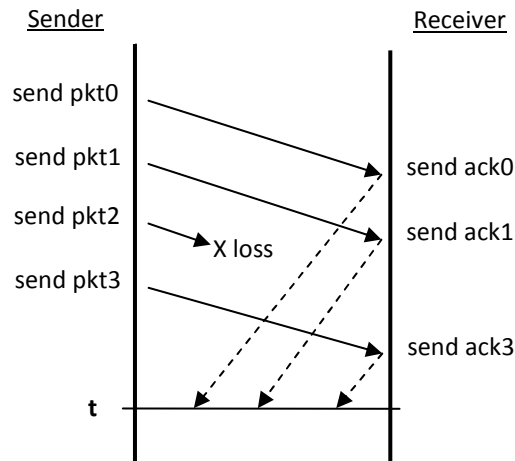 Sender
Receiver
send pkt0
send pkt1
send ack0
send pkt2
send ack1
X loss
send pkt3
send ack3
t